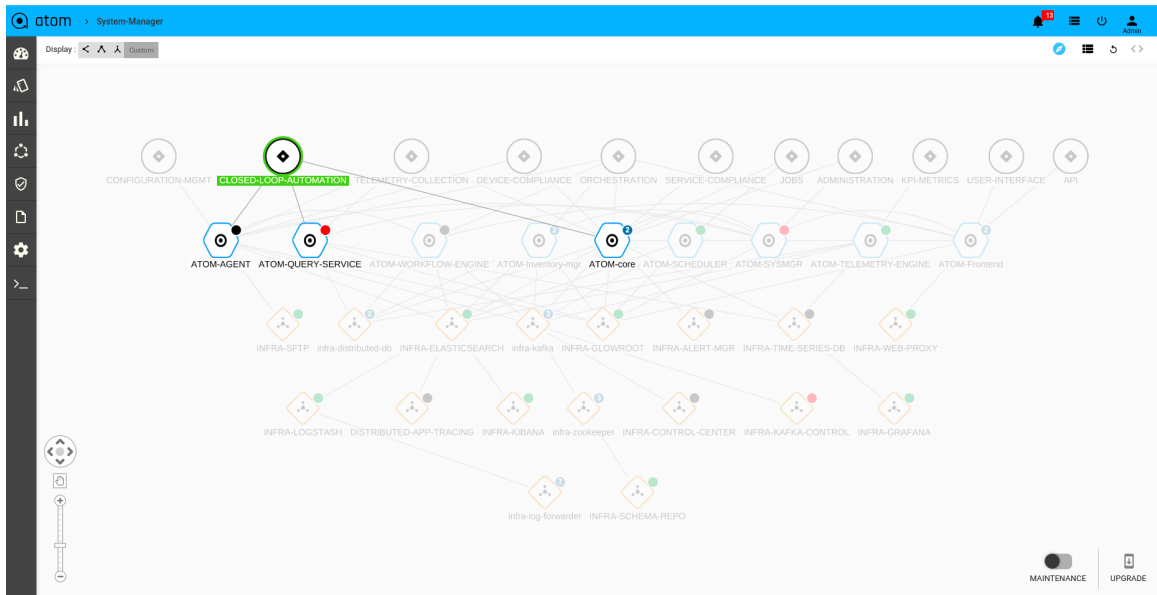 atom > System-Manager 13
Admin
Display : Custom
CONFIGURATION-MGMT CLOSED-LOOP-AUTOMATION TELEMETRY-COLLECTION DEVICE-COMPLIANCE ORCHESTRATION SERVICE-COMPLIANCE JOBS ADMINISTRATION KPI-METRICS USER-INTERFACE API
2 2 2
ATOM-AGENT ATOM-QUERY-SERVICE ATOM-WORKFLOW-ENGINE ATOM-Inventory-mgr ATOM-core ATOM-SCHEDULER ATOM-SYSMGR ATOM-TELEMETRY-ENGINE ATOM-Frontend
2 3
INFRA-SFTP infra-distributed-db INFRA-ELASTICSEARCH infra-kafka INFRA-GLOWROOT INFRA-ALERT-MGR INFRA-TIME-SERIES-DB INFRA-WEB-PROXY
3
INFRA-LOGSTASH DISTRIBUTED-APP-TRACING INFRA-KIBANA infra-zookeeper INFRA-CONTROL-CENTER INFRA-KAFKA-CONTROL INFRA-GRAFANA
7
infra-log-forwarder INFRA-SCHEMA-REPO
MAINTENANCE UPGRADE